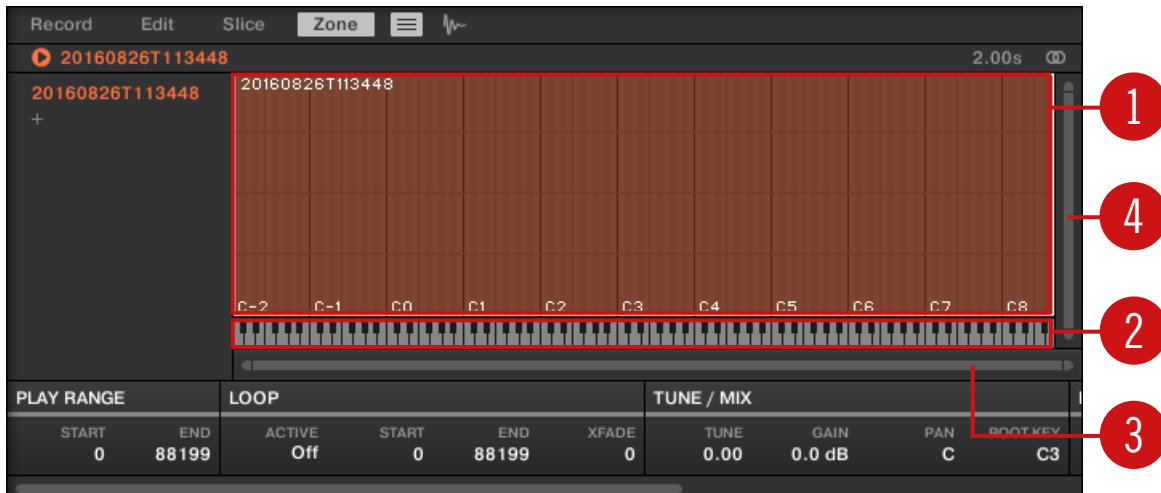 Record Edit Slice Zone
20160826T113448 2.00s
20160826T113448 20160826T113448
+
1
4
C-2 C-1 C0 C1 C2 C3 C4 C5 C6 C7 C8
2
PLAY RANGE LOOP TUNE / MIX
START END ACTIVE START END XFADE TUNE GAIN PAN ROOT KEY
0 88199 Off 0 88199 0 0.00 0.0 dB C C3
3